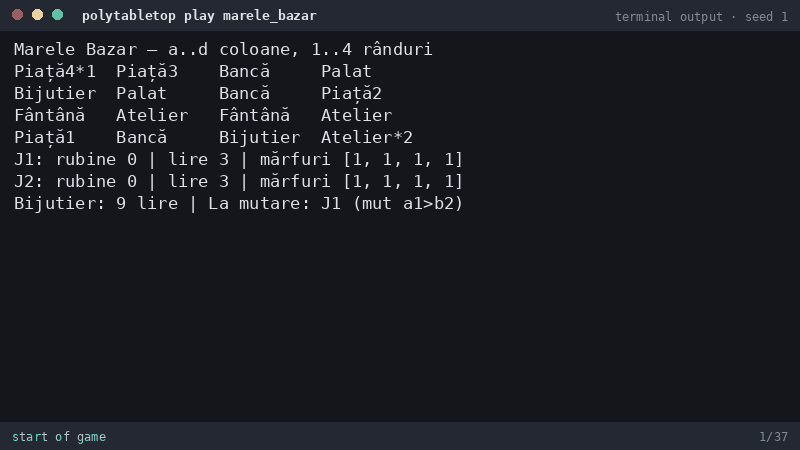 polytabletop play marele_bazar
terminal output · seed 1
Marele Bazar — a..d coloane, 1..4 rânduri
Piață4*1 Piață3 Bancă Palat
Bijutier Palat Bancă Piață2
Fântână Atelier Fântână Atelier
Piață1 Bancă Bijutier Atelier*2
J1: rubine 0 | lire 3 | mărfuri [1, 1, 1, 1]
J2: rubine 0 | lire 3 | mărfuri [1, 1, 1, 1]
Bijutier: 9 lire | La mutare: J1 (mut a1>b2)
start of game
1/37